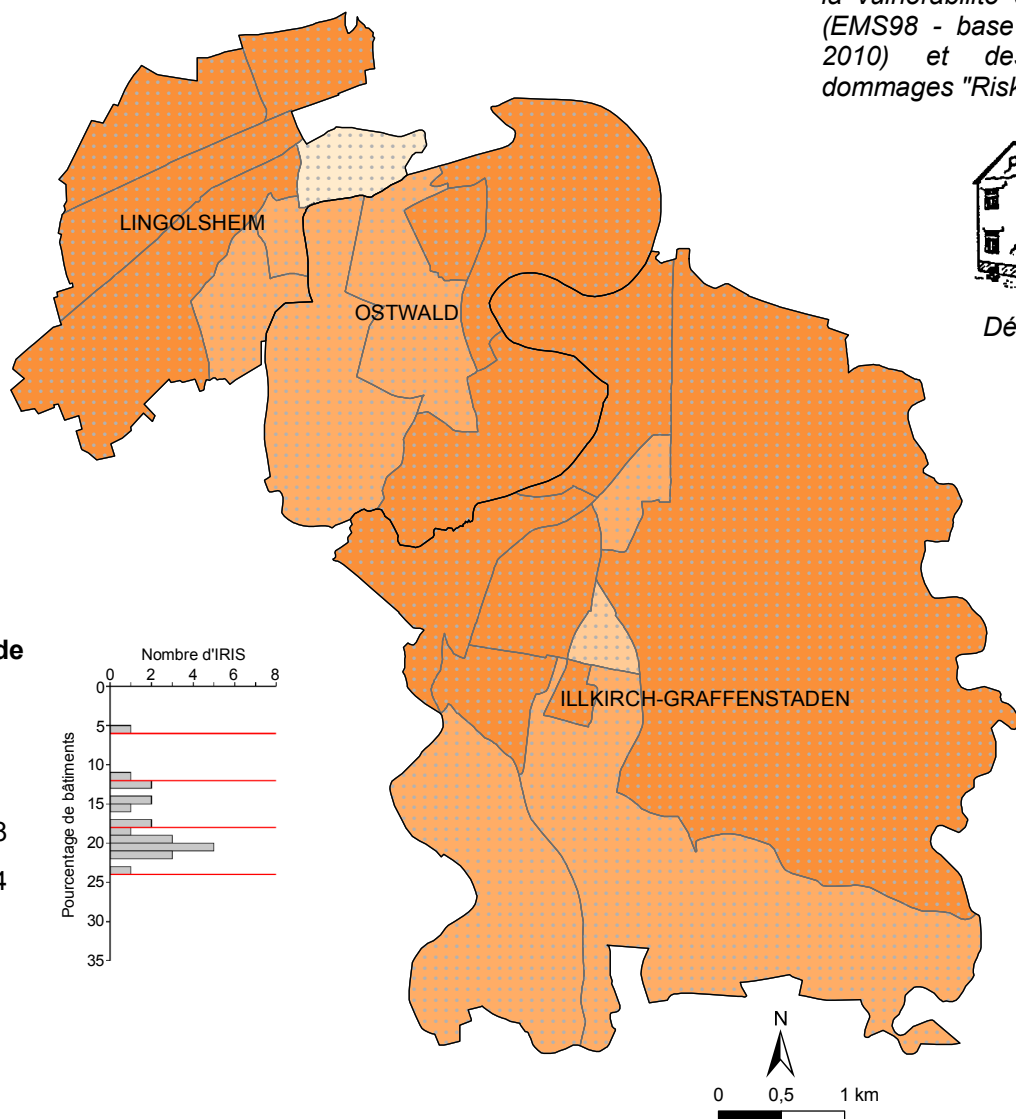 la vulnérabilité
(EMS98 - base
2010) et des
dommages "Risk
LINGOLSHEIM
OSTWALD
ILLKIRCH-GRAFFENSTADEN
de
Nombre d'IRIS
0 2 4 6 8
Pourcentage de bâtiments
0
5
10
15
20
25
30
35
3
4
N
0 0,5 1 km